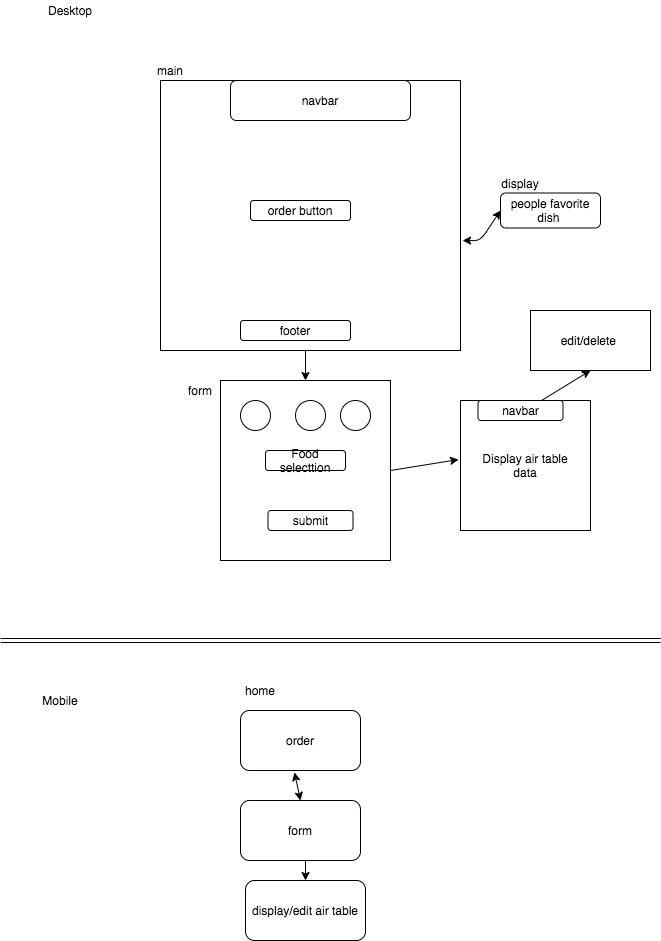 Desktop
main
navbar
order button
display
people favorite
dish
footer
edit/delete
form
navbar
Food
selecttion
Display air table
data
submit
Mobile
home
order
form
display/edit air table